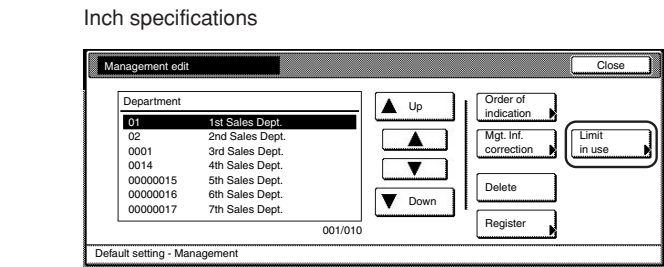 Inch specifications
Management edit
Close
Department
01 1st Sales Dept.
02 2nd Sales Dept.
0001 3rd Sales Dept.
0014 4th Sales Dept.
00000015 5th Sales Dept.
00000016 6th Sales Dept.
00000017 7th Sales Dept.
001/010
Up
Down
Order of
indication
Mgt. Inf.
correction
Delete
Register
Limit
in use
Default setting - Management